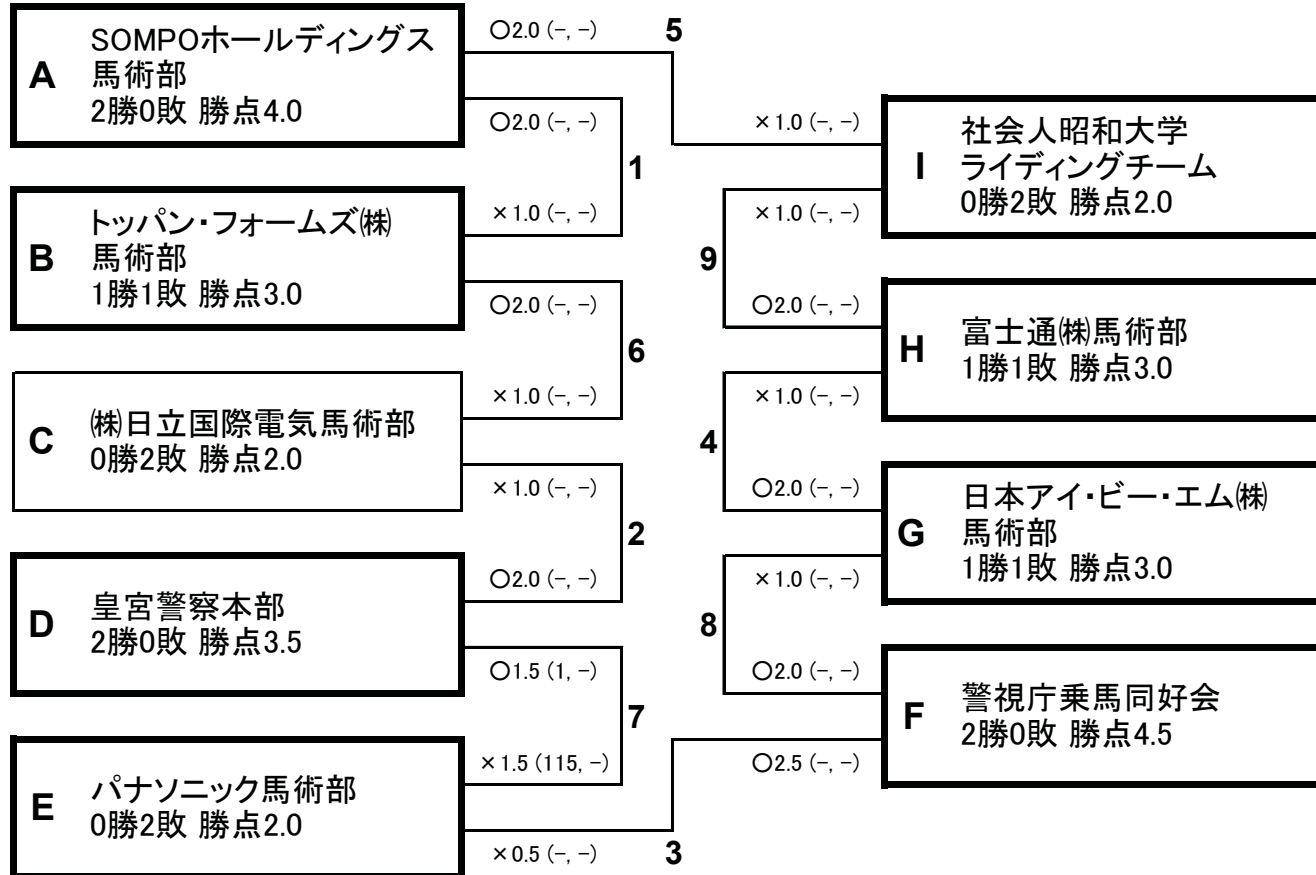 A
SOMPOホールディングス
馬術部
2勝0敗 勝点4.0
○2.0 (-, -)
5
○2.0 (-, -)
1
×1.0 (-, -)
B
トッパン・フォームズ㈱
馬術部
1勝1敗 勝点3.0
○2.0 (-, -)
6
×1.0 (-, -)
C
㈱日立国際電気馬術部
0勝2敗 勝点2.0
×1.0 (-, -)
2
○2.0 (-, -)
D
皇宮警察本部
2勝0敗 勝点3.5
○1.5 (1, -)
7
×1.5 (115, -)
E
パナソニック馬術部
0勝2敗 勝点2.0
×0.5 (-, -)
3
×1.0 (-, -)
I
社会人昭和大学
ライディングチーム
0勝2敗 勝点2.0
×1.0 (-, -)
9
○2.0 (-, -)
H
富士通㈱馬術部
1勝1敗 勝点3.0
×1.0 (-, -)
4
○2.0 (-, -)
G
日本アイ・ビー・エム㈱
馬術部
1勝1敗 勝点3.0
×1.0 (-, -)
8
○2.0 (-, -)
F
警視庁乗馬同好会
2勝0敗 勝点4.5
○2.5 (-, -)